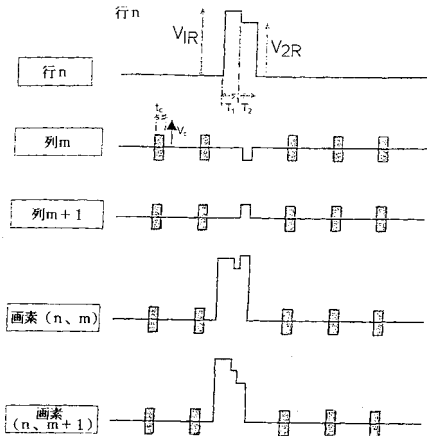 行n
V1R
V2R
行n
T1
T2
tc
Vc
列m
列m+1
画素(n、m)
画素
(n、m+1)